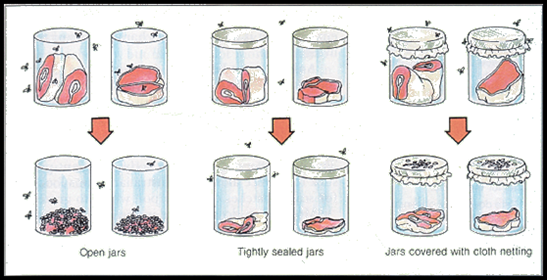 Open jars
Tightly sealed jars
Jars covered with cloth netting